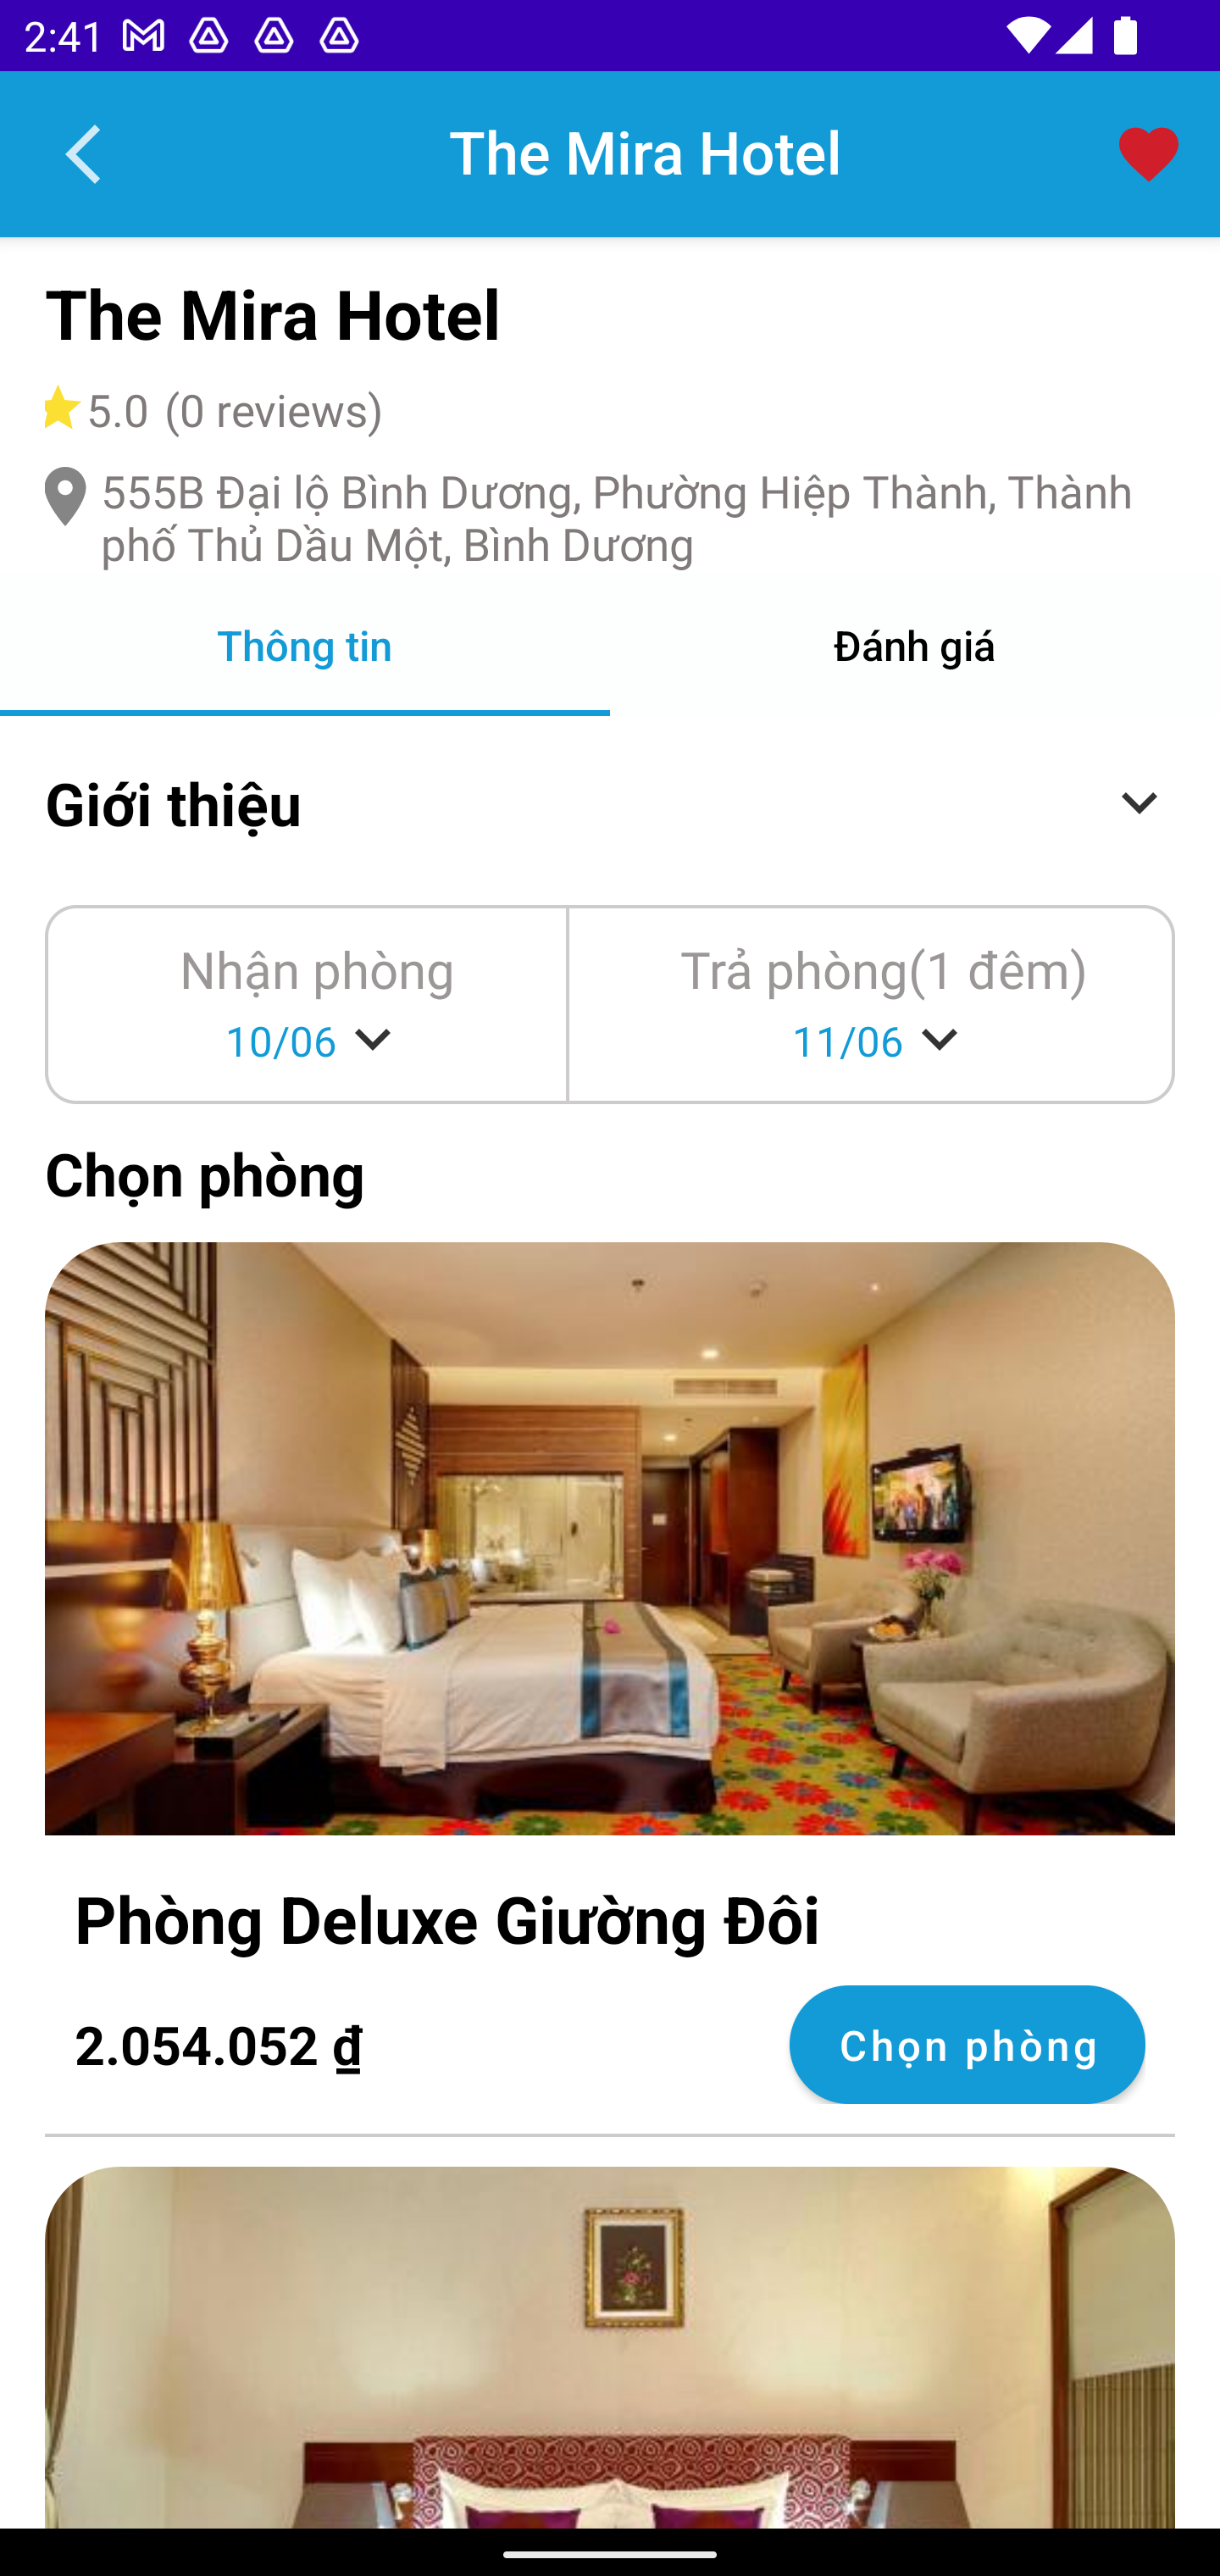 2:41
The Mira Hotel
The Mira Hotel
5.0 (0 reviews)
555B Đại lộ Bình Dương, Phường Hiệp Thành, Thành
phố Thủ Dầu Một, Bình Dương
Thông tin
Đánh giá
Giới thiệu
Nhận phòng
10/06
Trả phòng(1 đêm)
11/06
Chọn phòng
Phòng Deluxe Giường Đôi
2.054.052 ₫
Chọn phòng